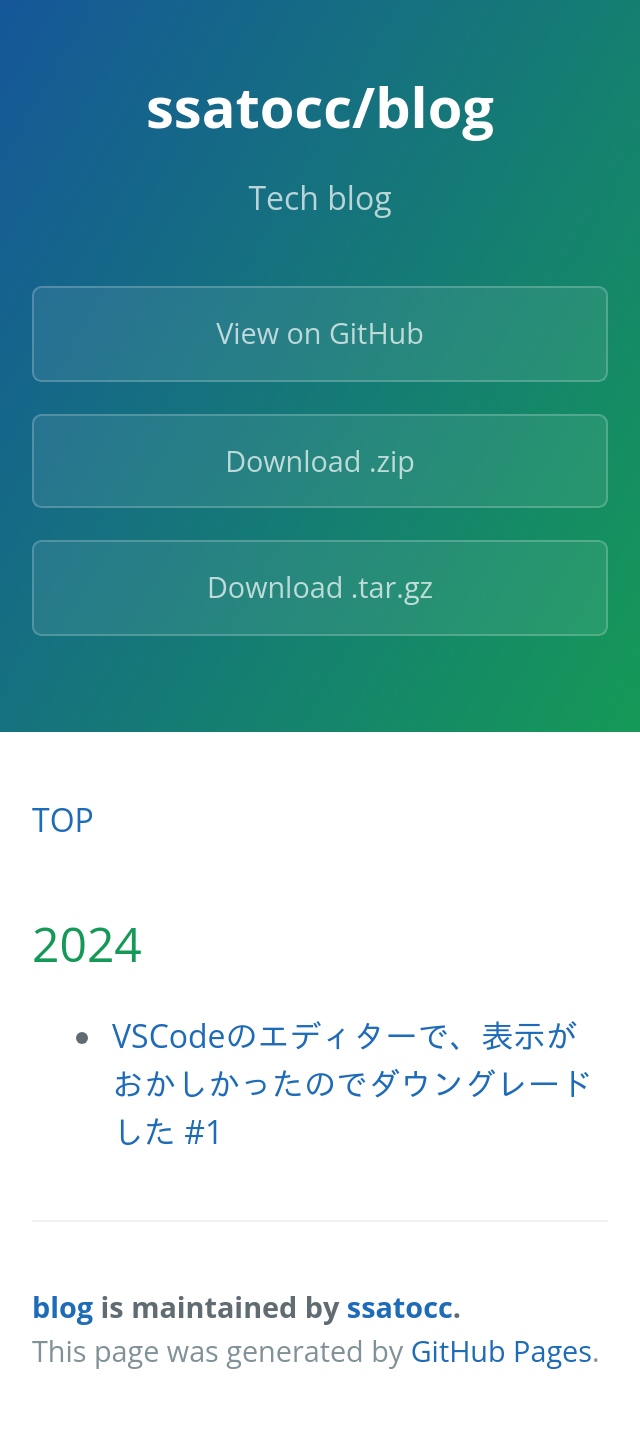 ssatocc/blog
Tech blog
View on GitHub
Download .zip
Download .tar.gz
TOP
2024
VSCodeのエディターで、表示が
おかしかったのでダウングレード
した #1
blog is maintained by ssatocc.
This page was generated by GitHub Pages.